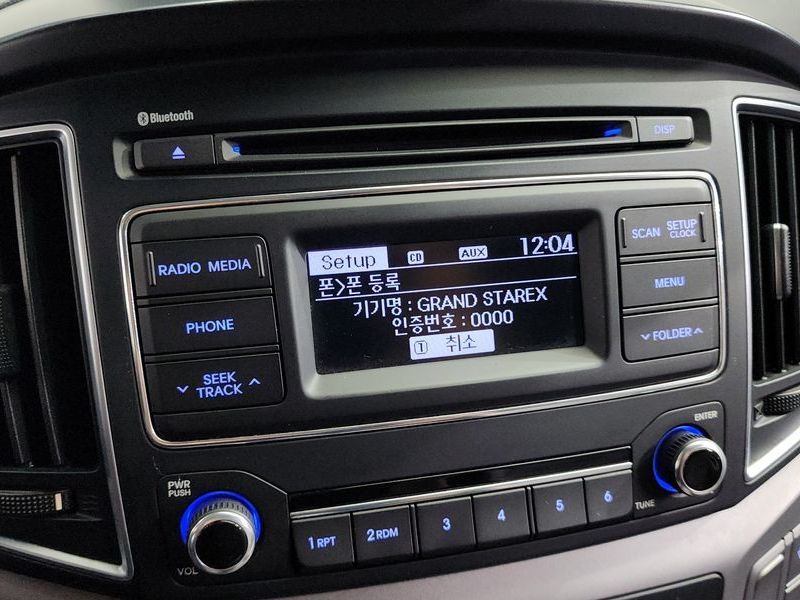 Bluetooth
DISP
RADIO MEDIA
PHONE
SEEK
TRACK
Setup CD AUX 12:04
폰>폰 등록
기기명 : GRAND STAREX
인증번호 : 0000
1 취소
SCAN SETUP
CLOCK
MENU
FOLDER
PWR
PUSH
VOL
1 RPT
2 RDM
3
4
5
6
ENTER
TUNE